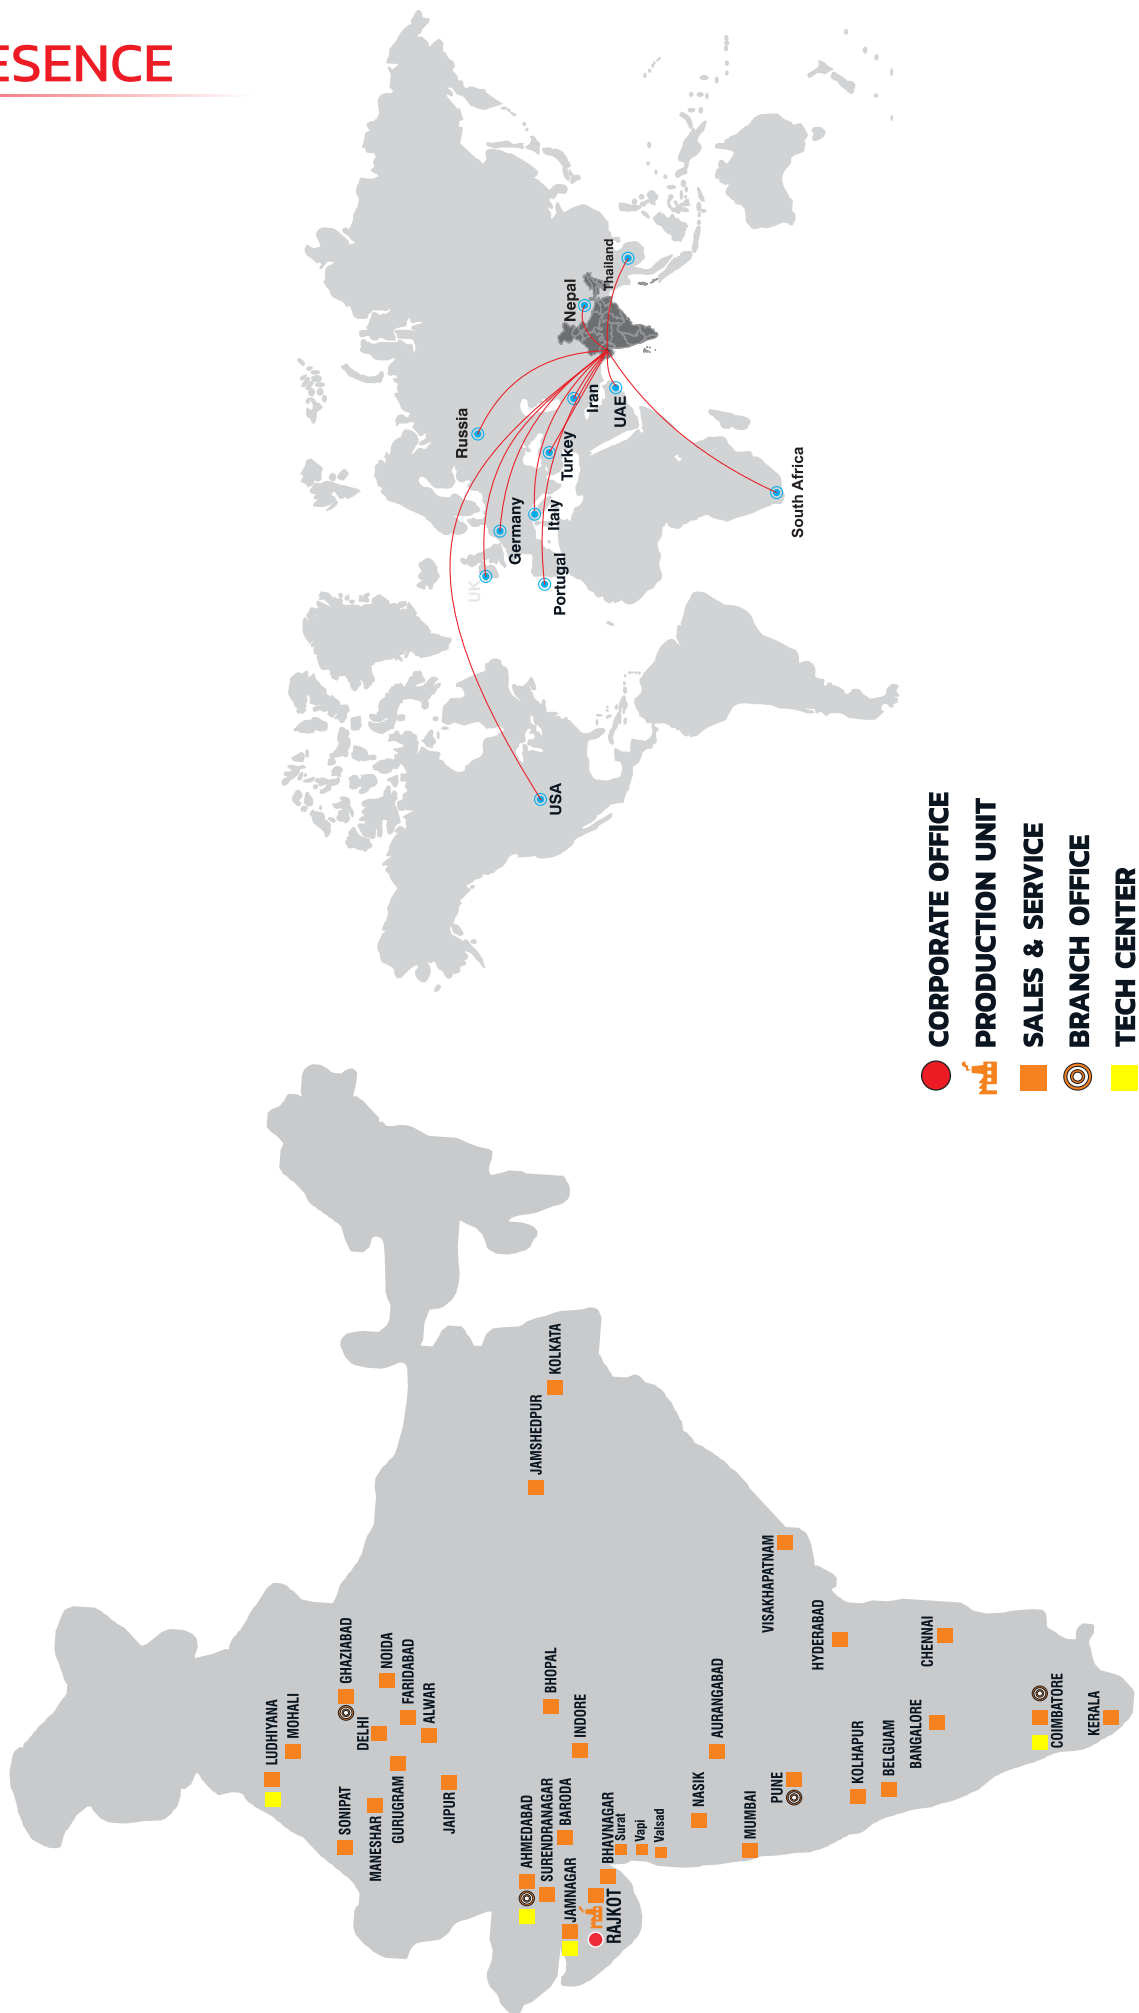 ESENCE
LUDHIYANA
MOHALI
GHAZIABAD
DELHI
NOIDA
FARIDABAD
ALWAR
SONIPAT
MANESHAR
GURUGRAM
JAIPUR
AHMEDABAD
SURENDRANAGAR
BARODA
JAMNAGAR
RAJKOT
BHAVNAGAR
Surat
Vapi
Valsad
BHOPAL
INDORE
JAMSHEDPUR
KOLKATA
NASIK
AURANGABAD
MUMBAI
PUNE
VISAKHAPATNAM
HYDERABAD
KOLHAPUR
BELGUAM
BANGALORE
CHENNAI
COIMBATORE
KERALA
USA
UK
Portugal
Germany
Italy
Turkey
Russia
Iran
UAE
Nepal
Thailand
South Africa
CORPORATE OFFICE
PRODUCTION UNIT
SALES & SERVICE
BRANCH OFFICE
TECH CENTER